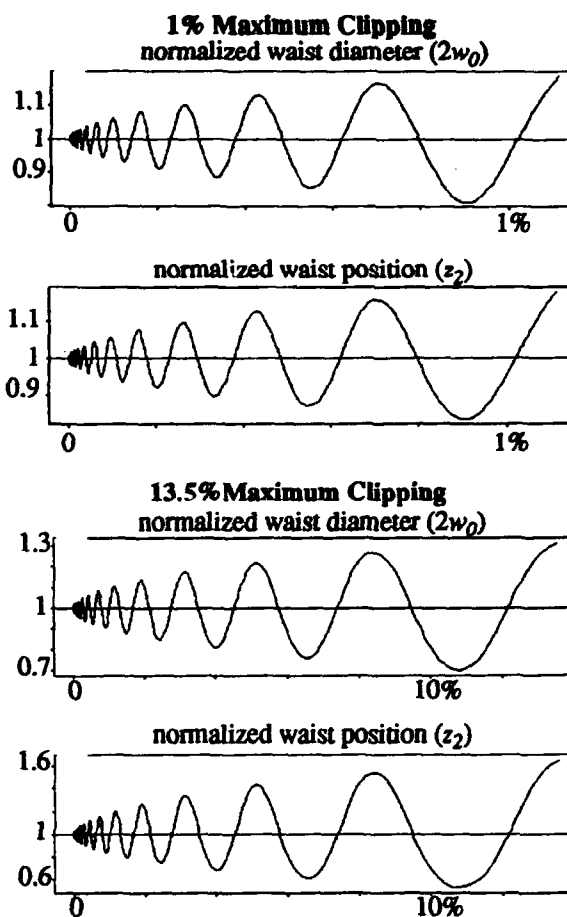 1% Maximum Clipping
normalized waist diameter (2w0)
1.1
1
0.9
0 1%
normalized waist position (z2)
1.1
1
0.9
0 1%
13.5% Maximum Clipping
normalized waist diameter (2w0)
1.3
1
0.7
0 10%
normalized waist position (z2)
1.6
1
0.6
0 10%